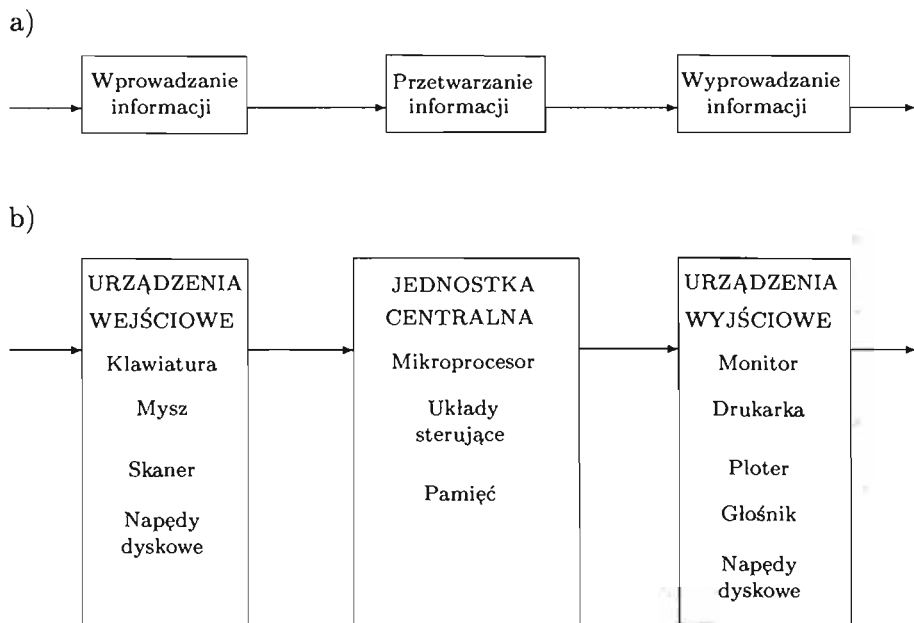 a)
Wprowadzanie
informacji
Przetwarzanie
informacji
Wyprowadzanie
informacji
b)
URZĄDZENIA
WEJŚCIOWE
Klawiatura
Mysz
Skaner
Napędy
dyskowe
JEDNOSTKA
CENTRALNA
Mikroprocesor
Układy
sterujące
Pamięć
URZĄDZENIA
WYJŚCIOWE
Monitor
Drukarka
Ploter
Głośnik
Napędy
dyskowe